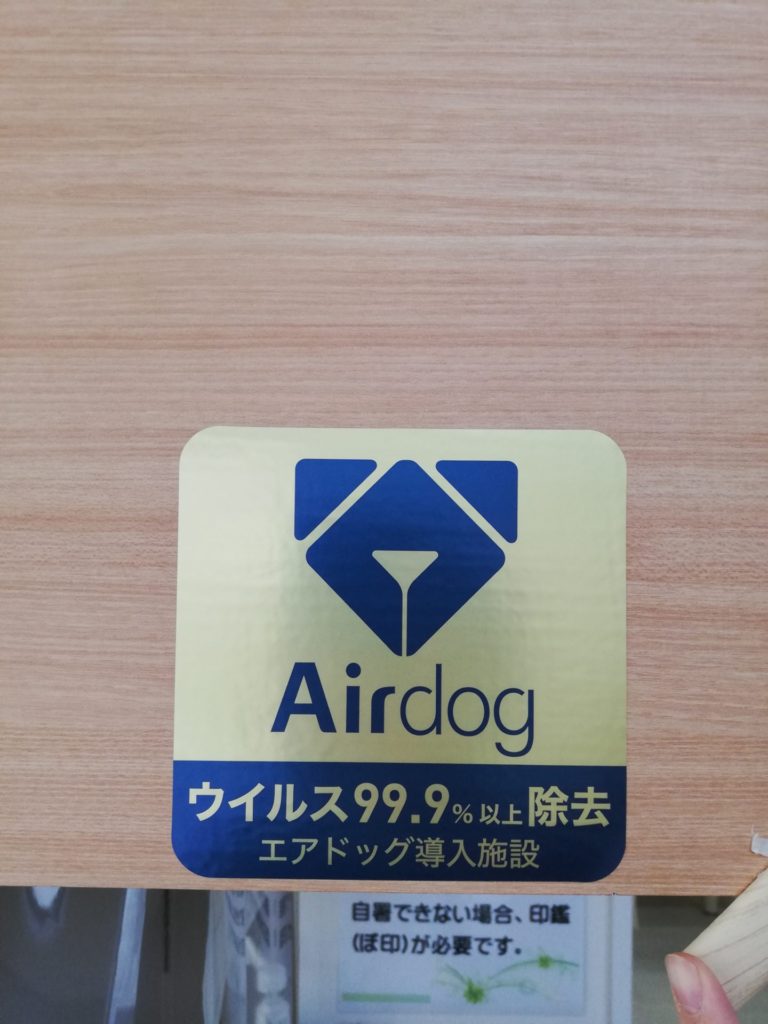 Airdog
ウイルス99.9%以上除去
エアドッグ導入施設
自署できない場合、印鑑
(ぼ印)が必要です。